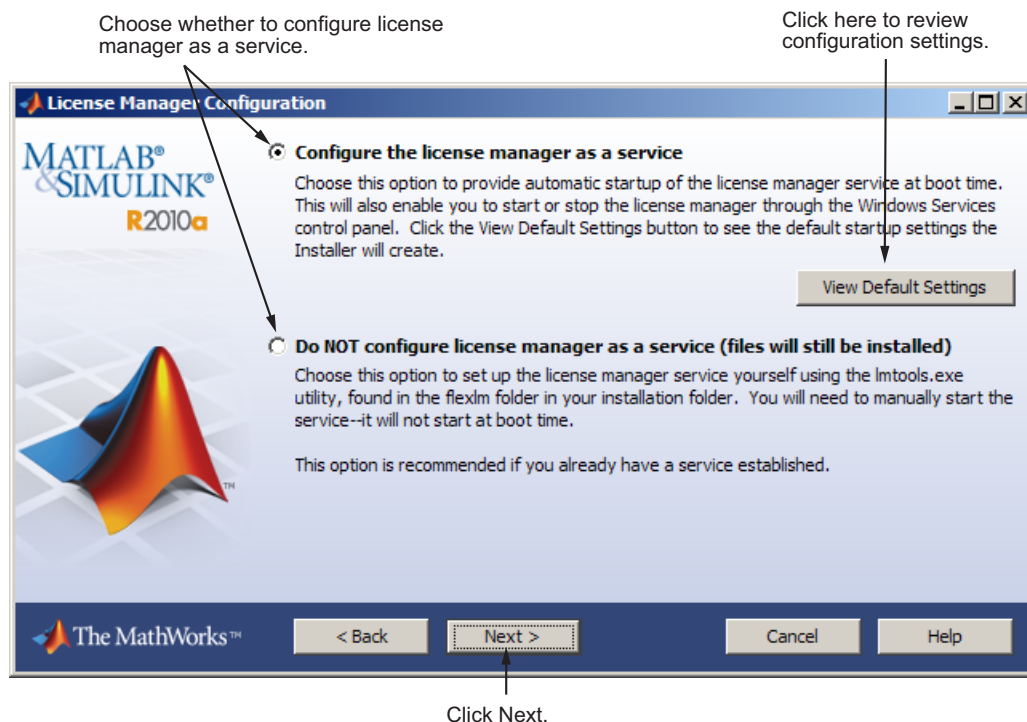 Choose whether to configure license
manager as a service.
Click here to review
configuration settings.
License Manager Configuration
MATLAB®
&SIMULINK®
R2010a
Configure the license manager as a service
Choose this option to provide automatic startup of the license manager service at boot time.
This will also enable you to start or stop the license manager through the Windows Services
control panel. Click the View Default Settings button to see the default startup settings the
Installer will create.
View Default Settings
Do NOT configure license manager as a service (files will still be installed)
Choose this option to set up the license manager service yourself using the lmtools.exe
utility, found in the flexlm folder in your installation folder. You will need to manually start the
service--it will not start at boot time.
This option is recommended if you already have a service established.
TM
The MathWorks™
< Back
Next >
Cancel
Help
Click Next.